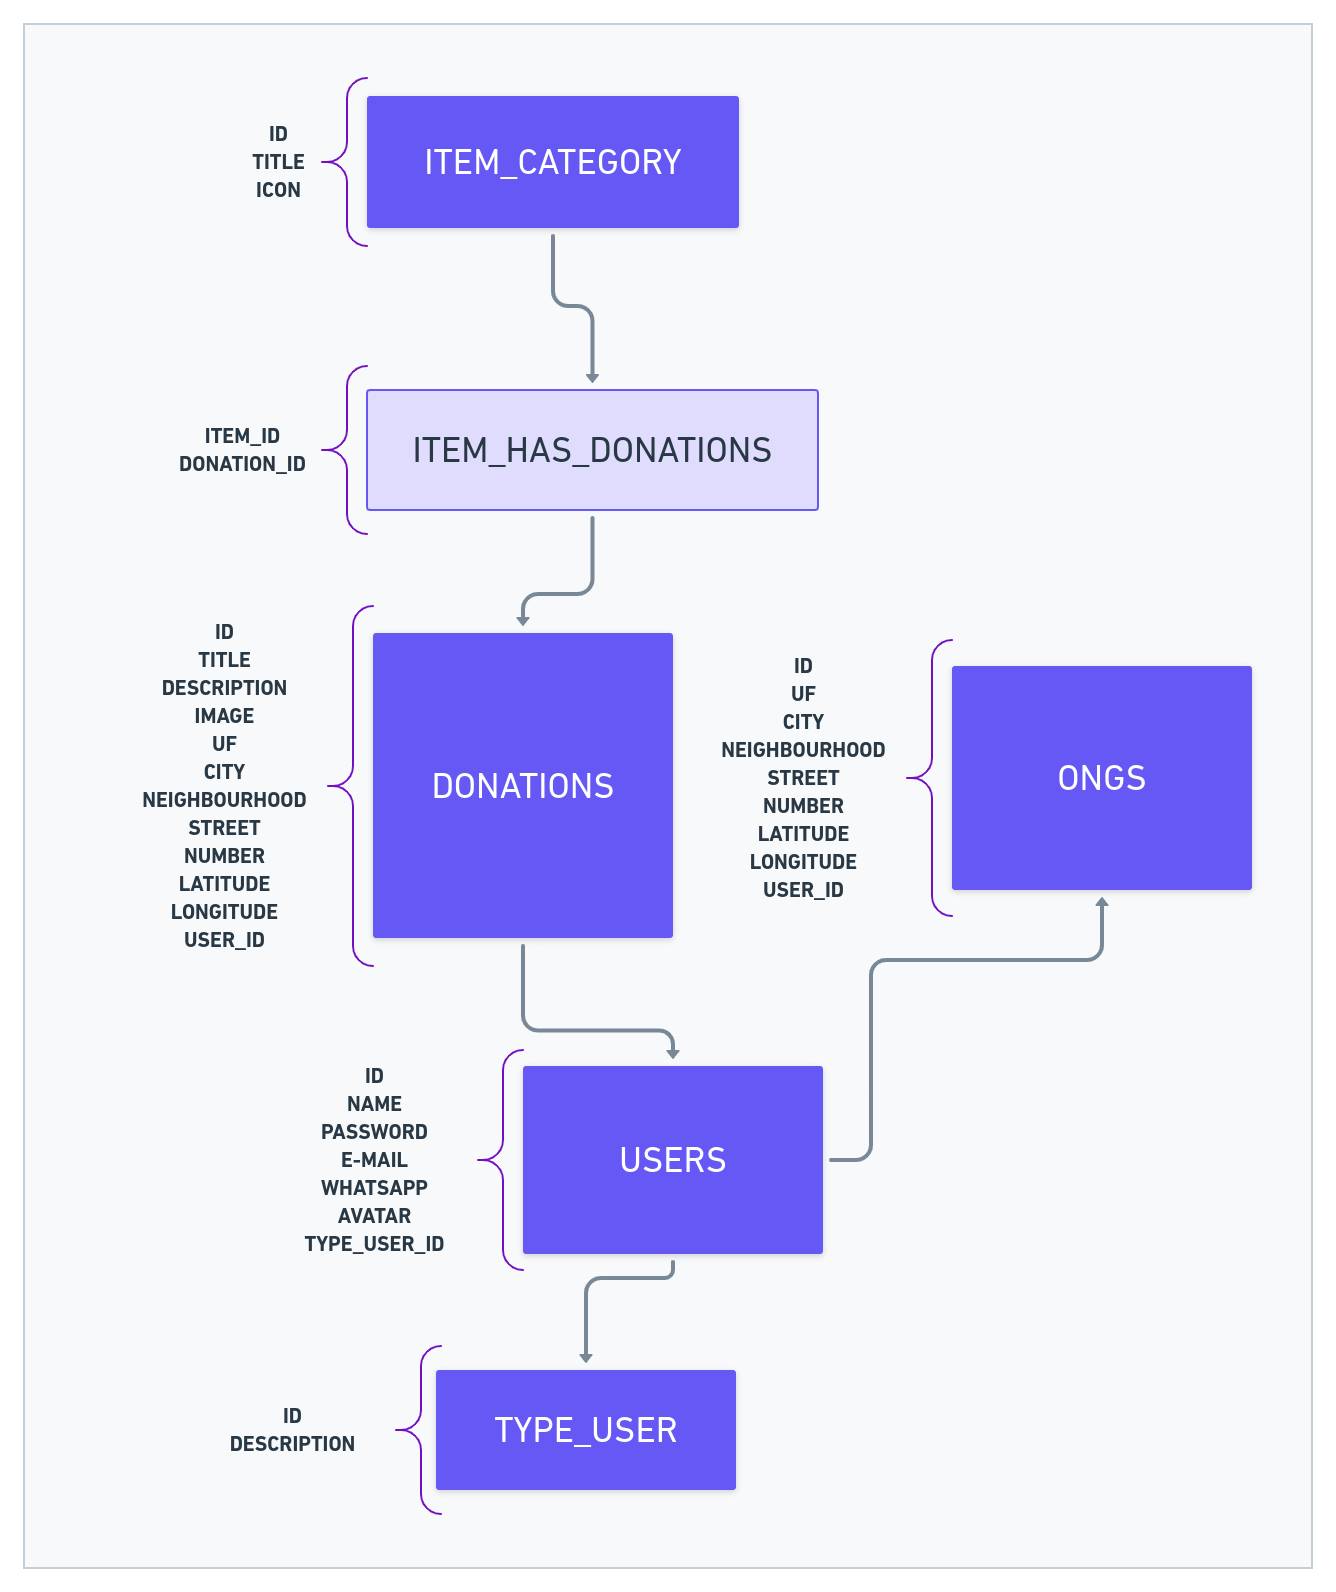 ID
TITLE
ICON
ITEM_CATEGORY
ITEM_ID
DONATION_ID
ITEM_HAS_DONATIONS
ID
TITLE
DESCRIPTION
IMAGE
UF
CITY
NEIGHBOURHOOD
STREET
NUMBER
LATITUDE
LONGITUDE
USER_ID
DONATIONS
ID
UF
CITY
NEIGHBOURHOOD
STREET
NUMBER
LATITUDE
LONGITUDE
USER_ID
ONGS
ID
NAME
PASSWORD
E-MAIL
WHATSAPP
AVATAR
TYPE_USER_ID
USERS
ID
DESCRIPTION
TYPE_USER